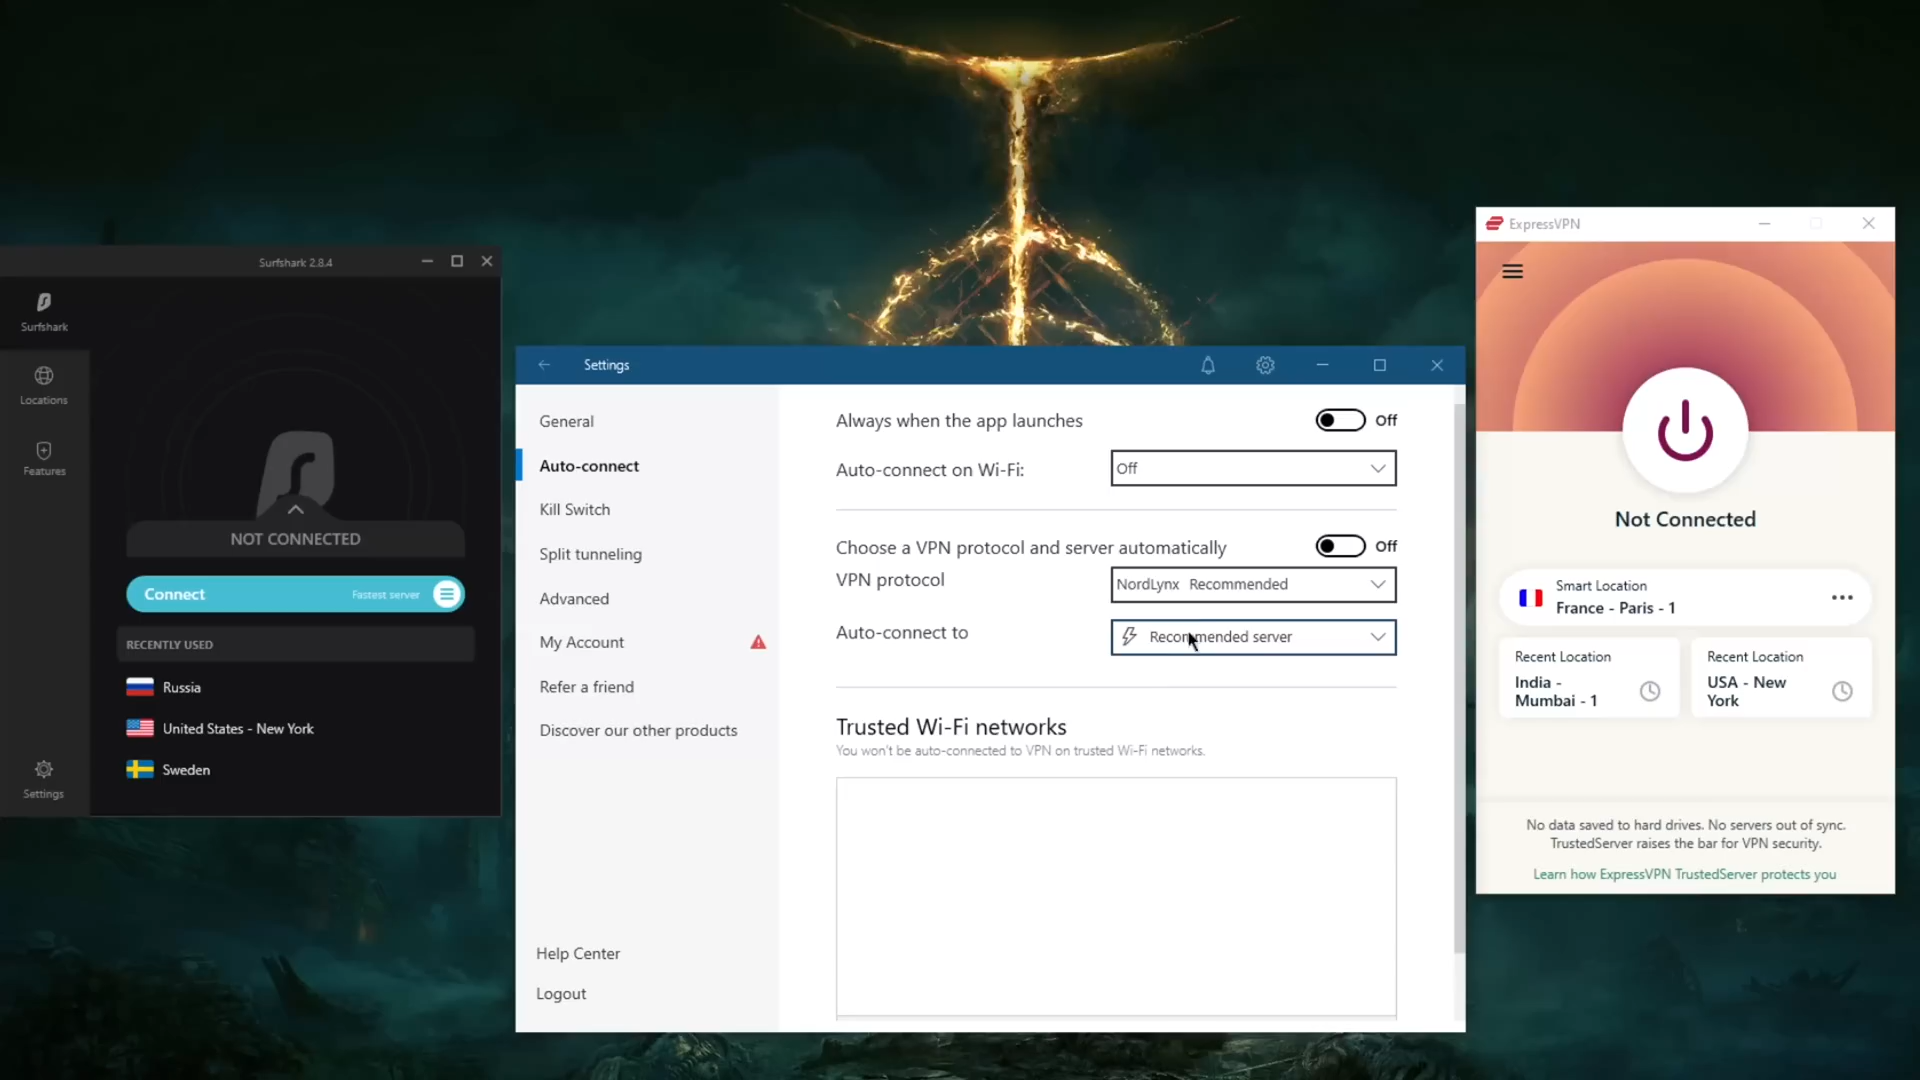 Surfshark 2.8.4
Surfshark
Locations
Features
Settings
NOT CONNECTED
Connect
Fastest server
RECENTLY USED
Russia
United States - New York
Sweden
Settings
General
Auto-connect
Kill Switch
Split tunneling
Advanced
My Account
Refer a friend
Discover our other products
Help Center
Logout
Always when the app launches
Off
Auto-connect on Wi-Fi:
Off
Choose a VPN protocol and server automatically
Off
VPN protocol
NordLynx Recommended
Auto-connect to
Recommended server
Trusted Wi-Fi networks
You won't be auto-connected to VPN on trusted Wi-Fi networks.
ExpressVPN
Not Connected
Smart Location
France - Paris - 1
Recent Location
India -
Mumbai - 1
Recent Location
USA - New
York
No data saved to hard drives. No servers out of sync.
TrustedServer raises the bar for VPN security.
Learn how ExpressVPN TrustedServer protects you